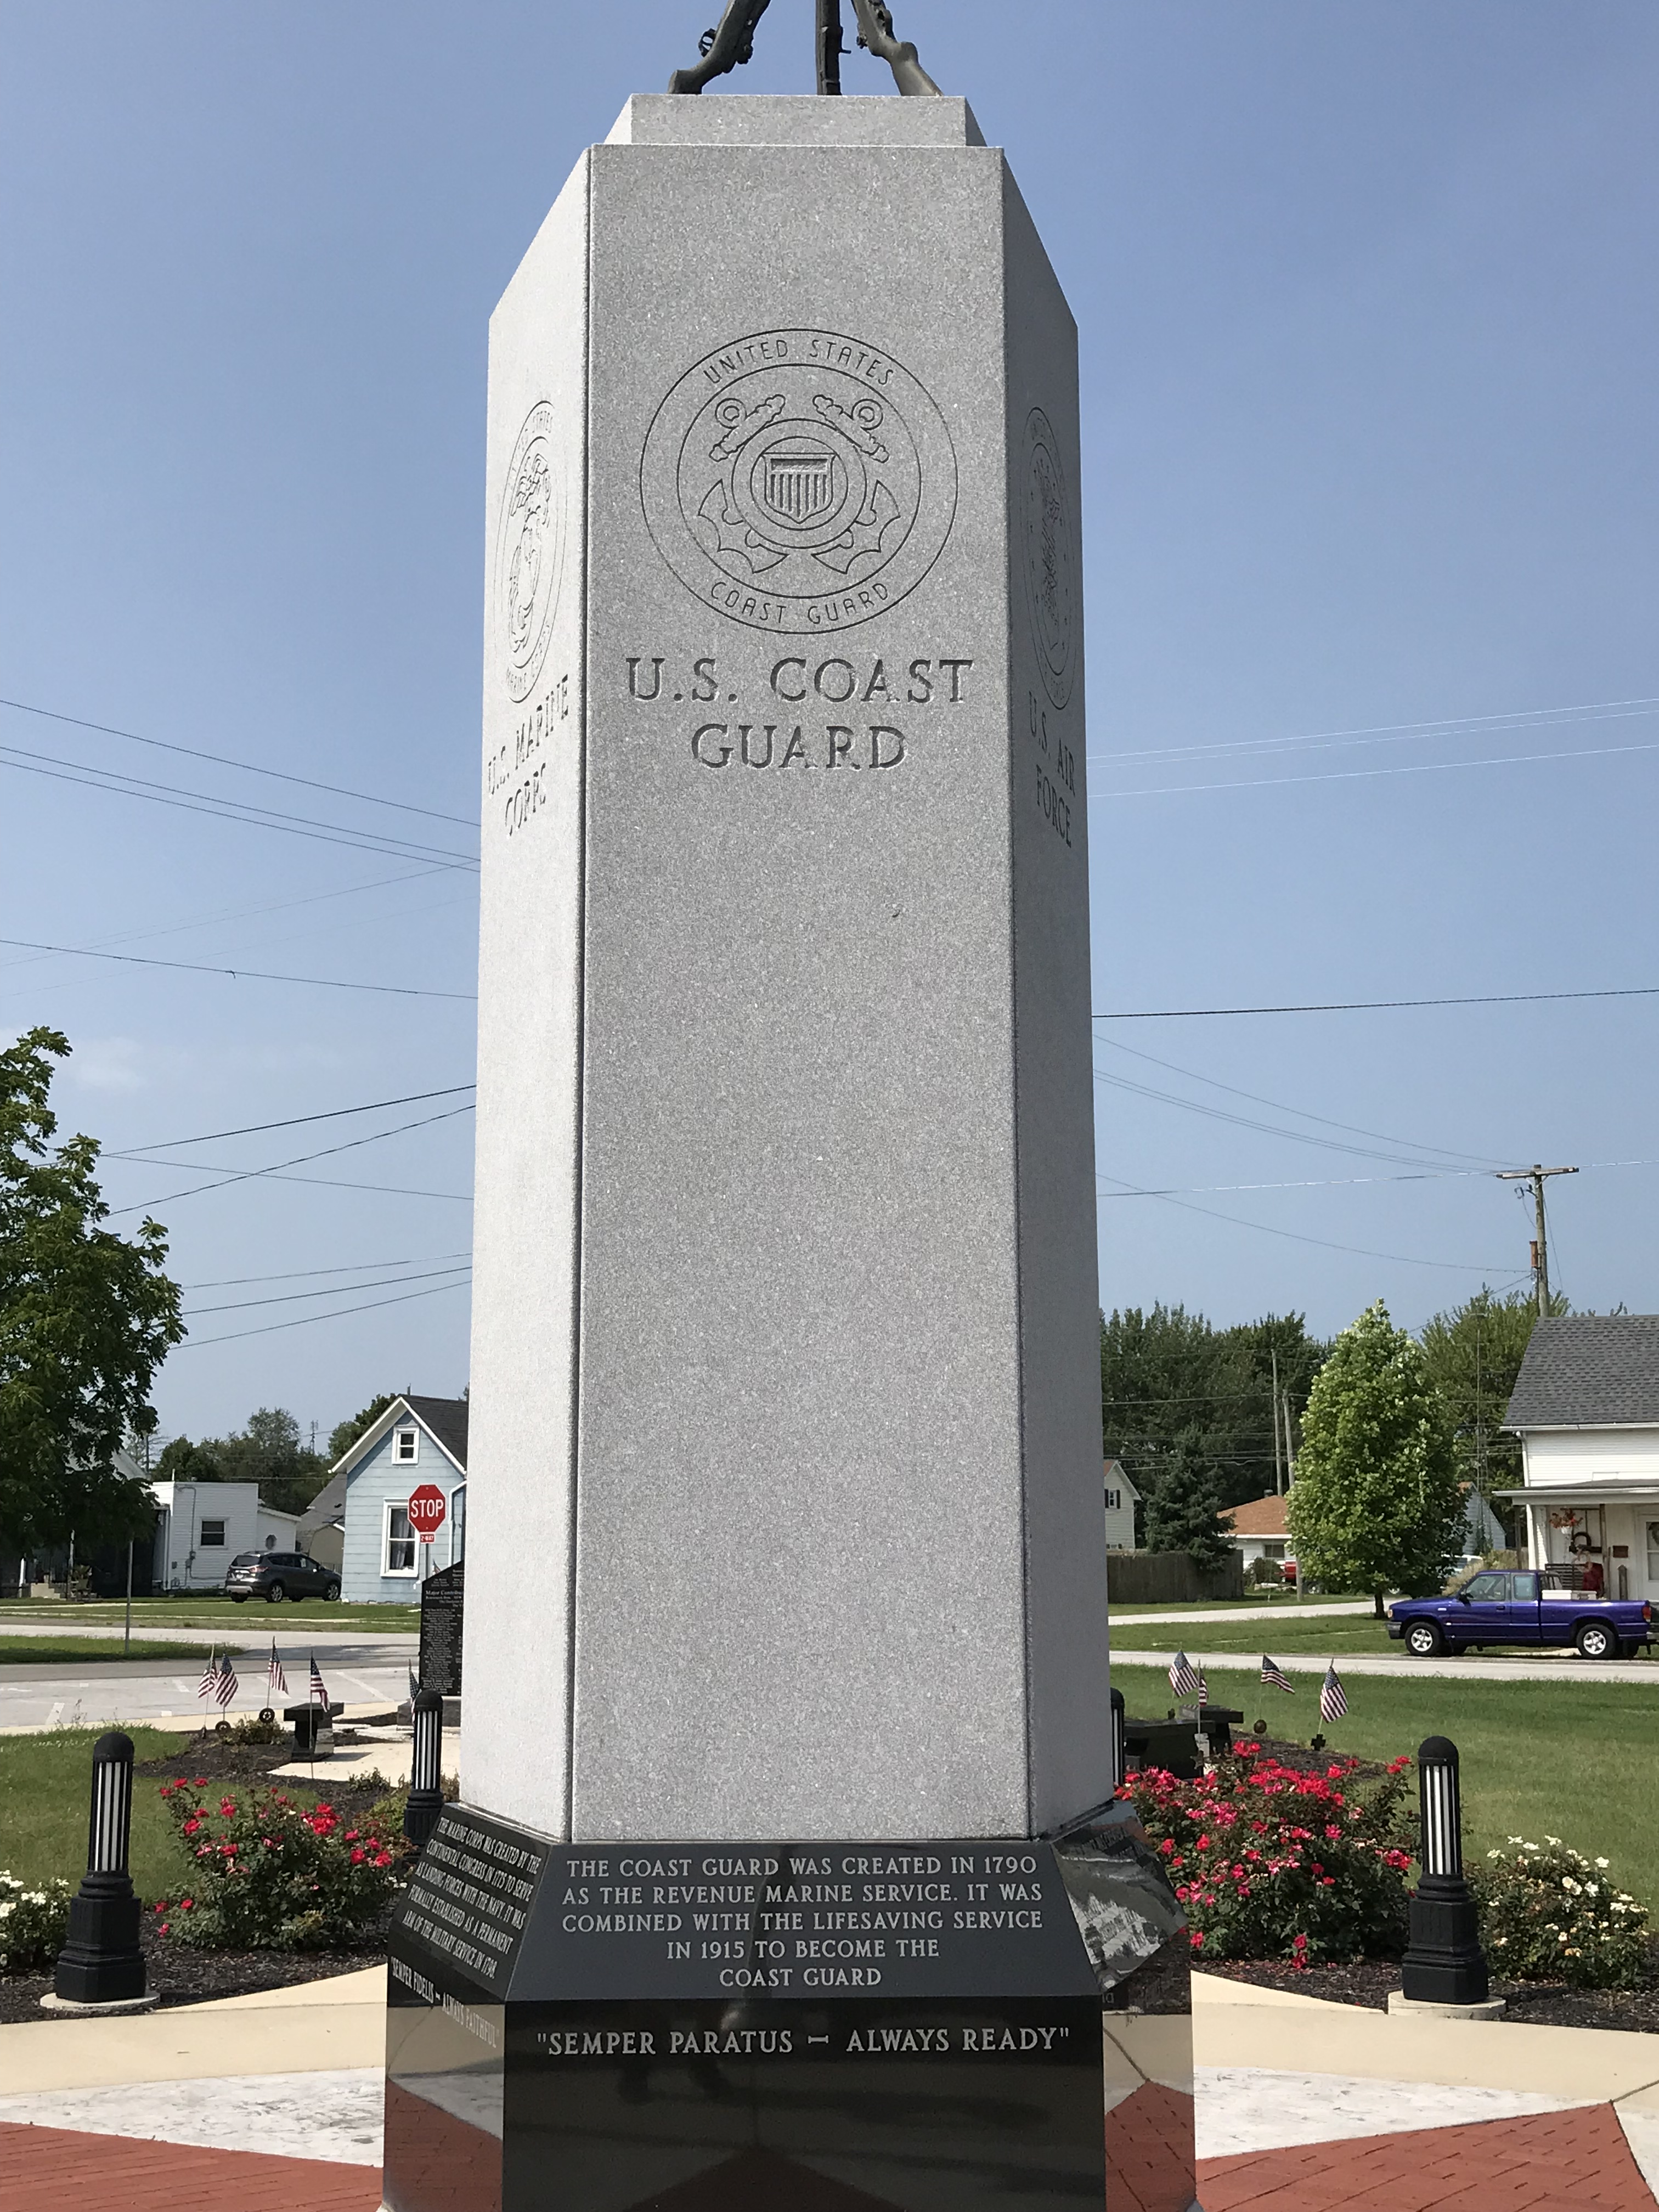 UNITED STATES
COAST GUARD
U.S. COAST
GUARD
U.S. MARINE
CORPS
U.S. AIR
FORCE
STOP
THE MARINE CORPS WAS CREATED BY THE
CONTINENTAL CONGRESS IN 1775 TO SERVE
AS LANDING FORCES WITH THE NAVY. IT WAS
FORMALLY ESTABLISHED AS A PERMANENT
ARM OF THE MILITARY SERVICE IN 1798.
"SEMPER FIDELIS – ALWAYS FAITHFUL"
THE COAST GUARD WAS CREATED IN 1790
AS THE REVENUE MARINE SERVICE. IT WAS
COMBINED WITH THE LIFESAVING SERVICE
IN 1915 TO BECOME THE
COAST GUARD
"SEMPER PARATUS – ALWAYS READY"